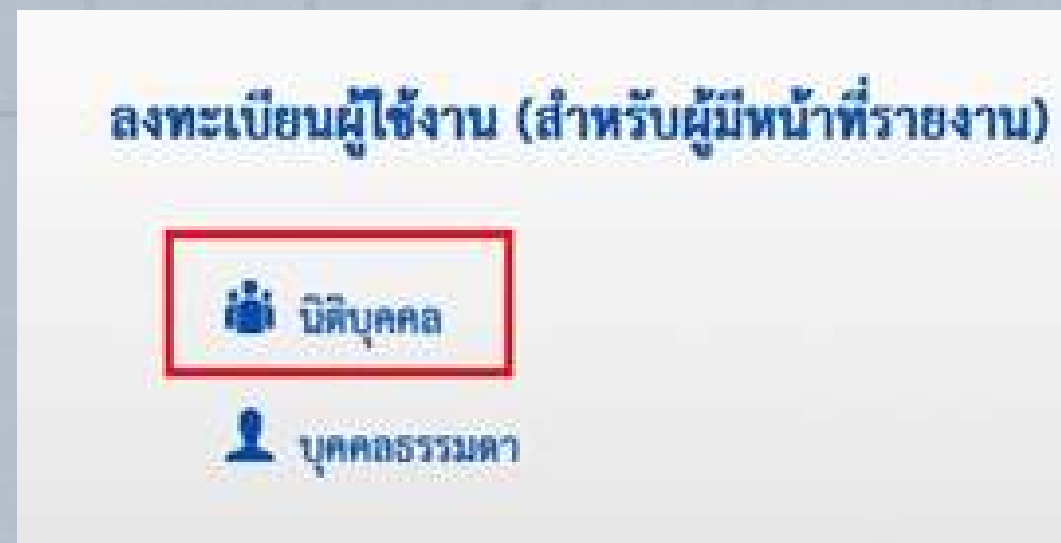 ลงทะเบียนผู้ใช้งาน (สำหรับผู้มีหน้าที่รายงาน)
นิติบุคคล
บุคคลธรรมดา